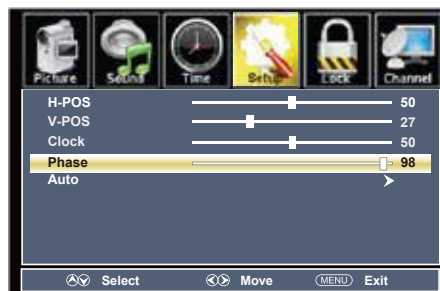 Picture Sound Time Setup Lock Channel
H-POS 50
V-POS 27
Clock 50
Phase 98
Auto
Select Move MENU Exit